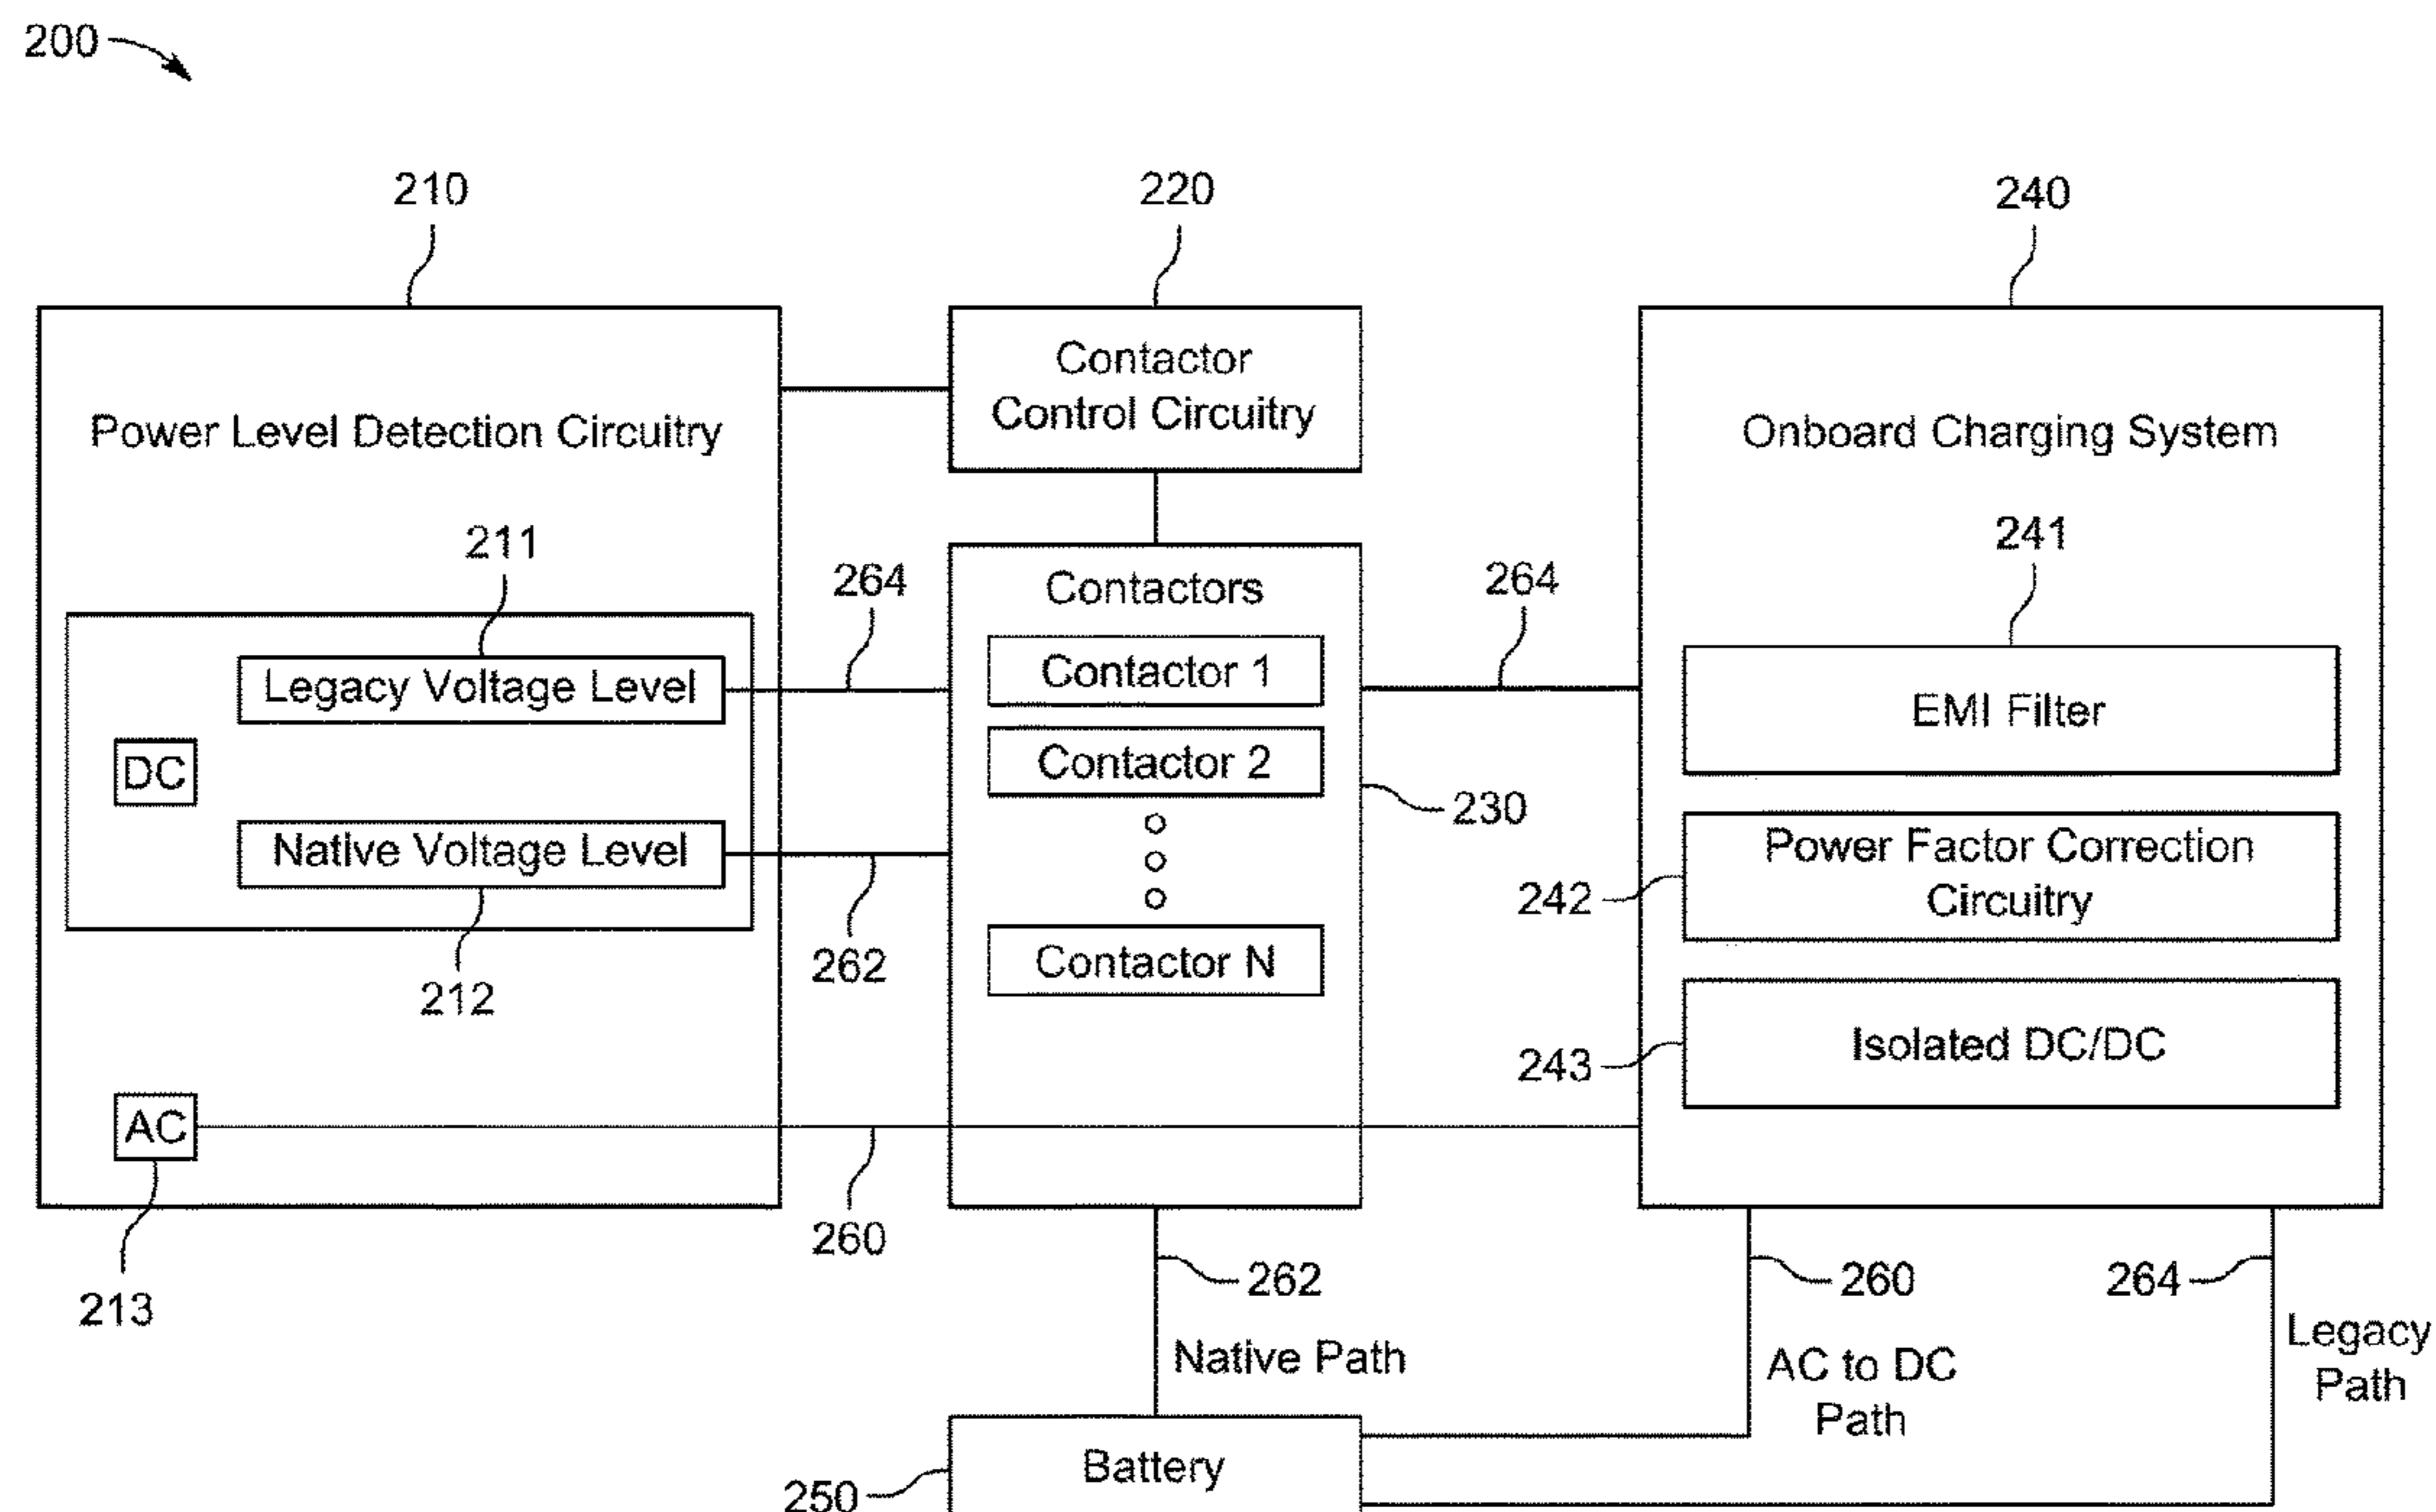 200
210
220
240
Power Level Detection Circuitry
Contactor
Control Circuitry
Onboard Charging System
211
264
Contactors
264
241
Legacy Voltage Level
Contactor 1
EMI Filter
DC
Contactor 2
230
Native Voltage Level
262
Power Factor Correction
Circuitry
242
212
Contactor N
Isolated DC/DC
243
AC
260
213
262
260
264
Native Path
AC to DC
Path
Legacy
Path
Battery
250